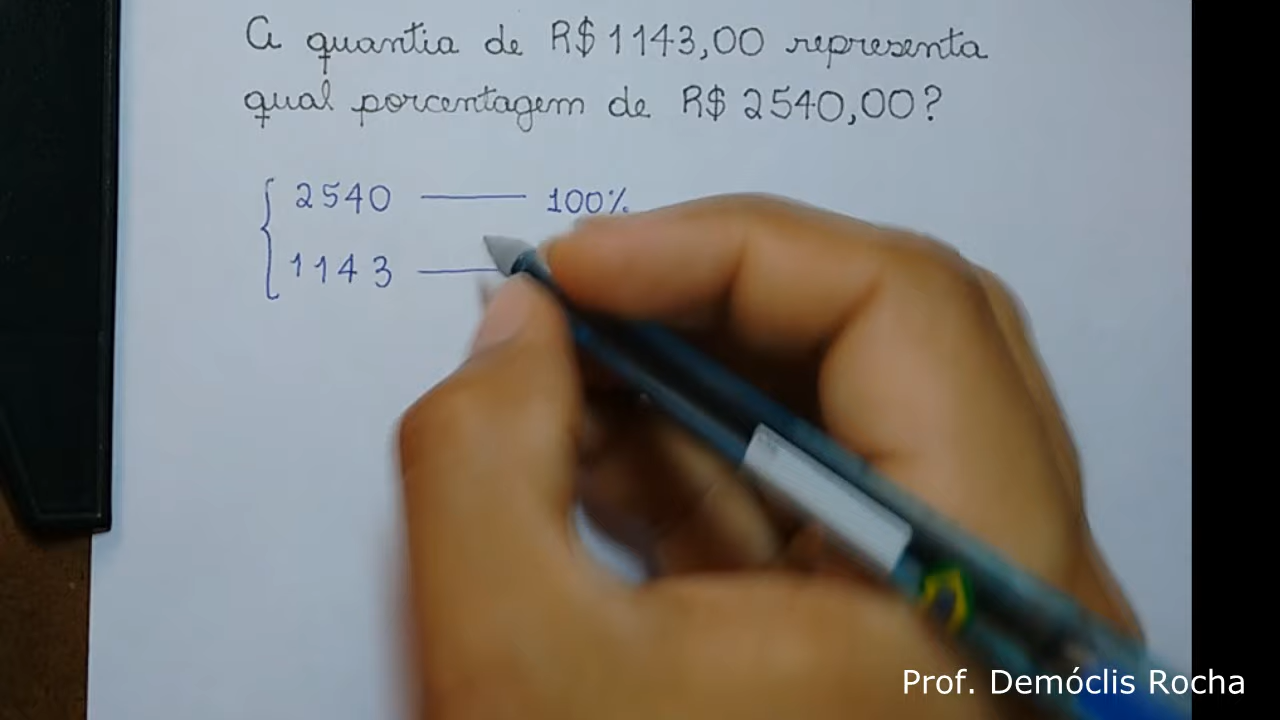 A quantia de R$ 1143,00 representa
qual porcentagem de R$ 2540,00?
2540 —— 100%
1143 ——
Prof. Demóclis Rocha